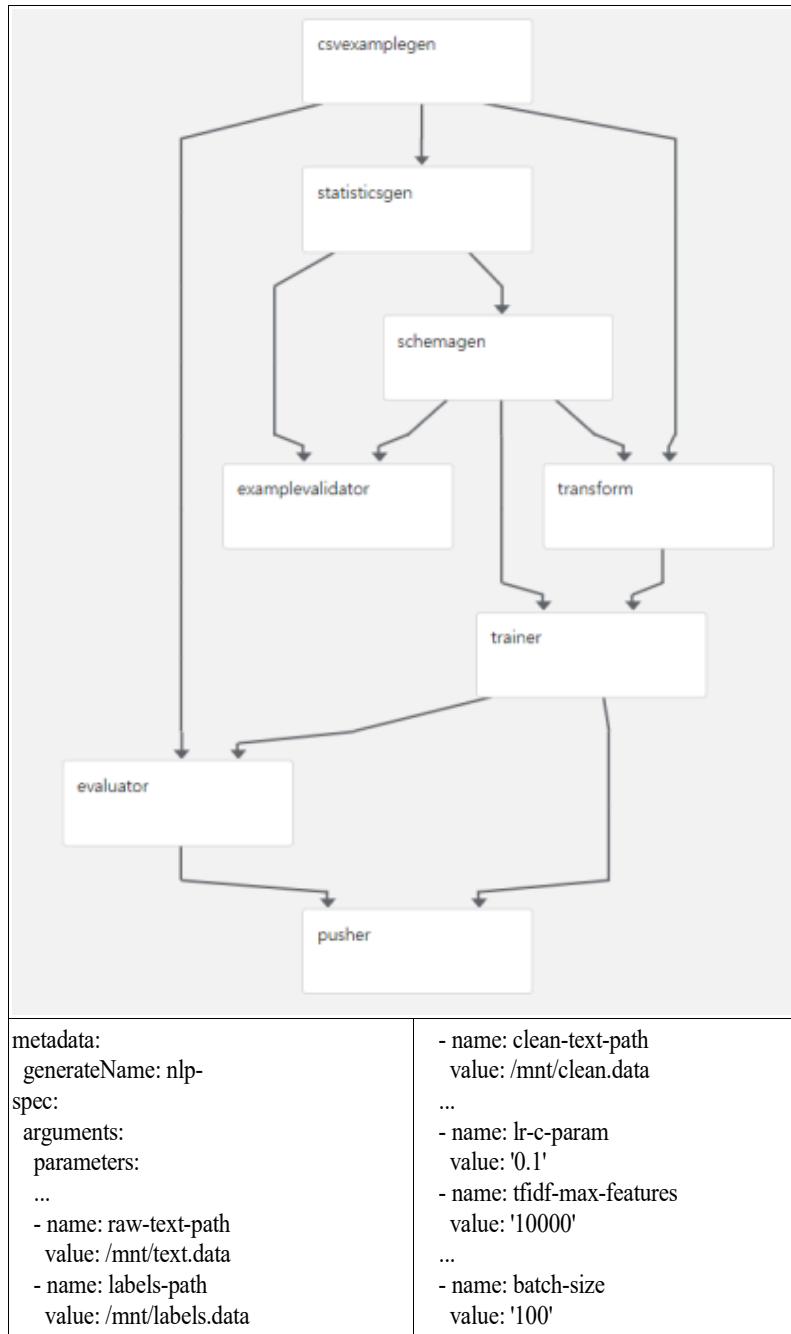 csvexamplegen
statisticsgen
schemagen
examplevalidator
transform
trainer
evaluator
pusher
metadata:
generateName: nlp-
spec:
arguments:
parameters:
...
- name: raw-text-path
value: /mnt/text.data
- name: labels-path
value: /mnt/labels.data
- name: clean-text-path
value: /mnt/clean.data
...
- name: lr-c-param
value: '0.1'
- name: tfidf-max-features
value: '10000'
...
- name: batch-size
value: '100'